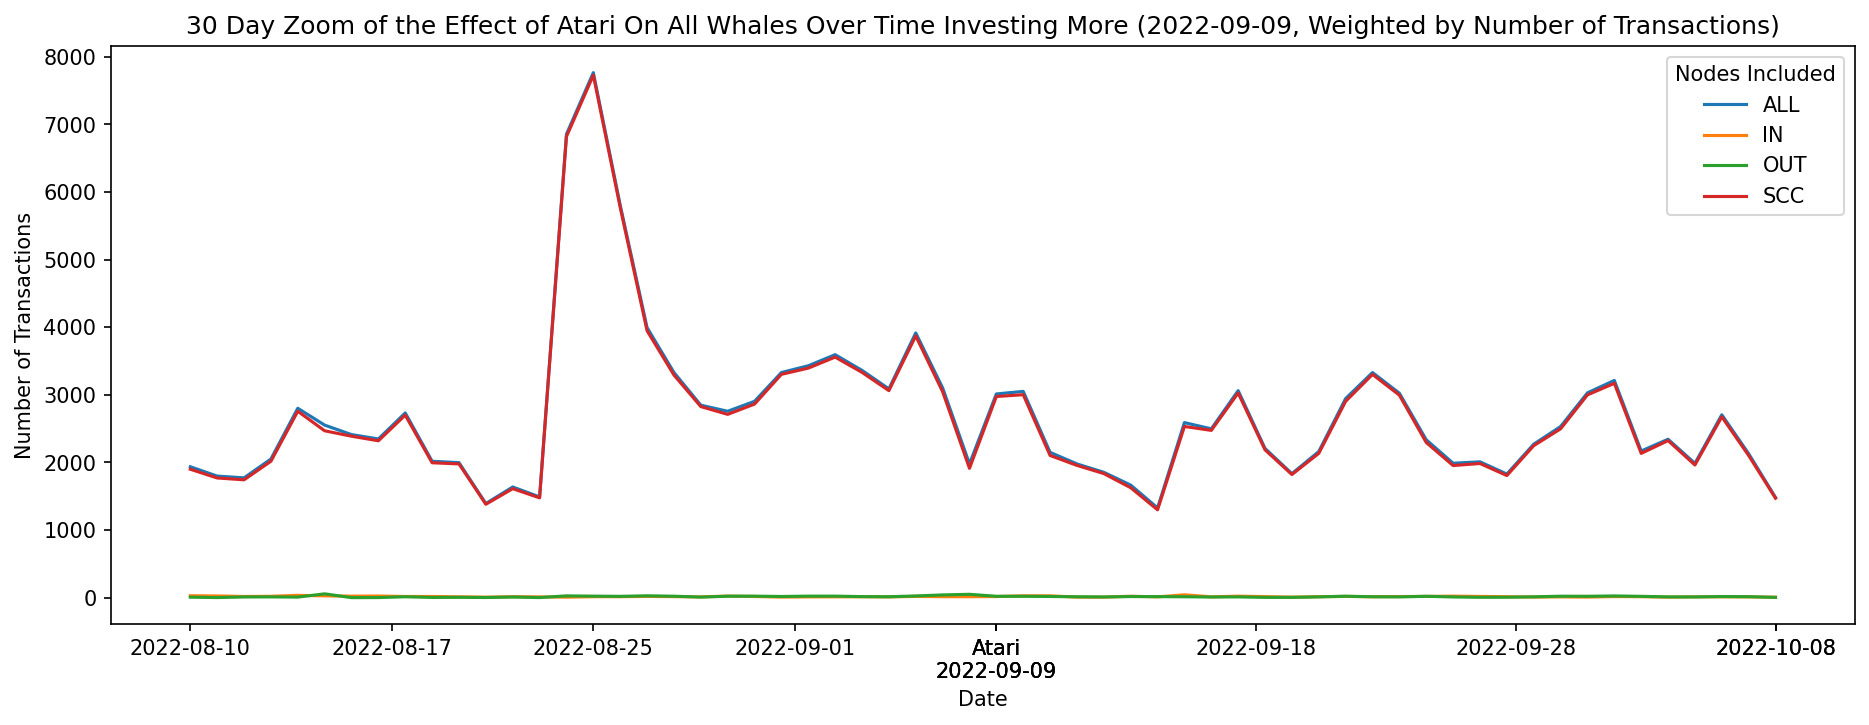 30 Day Zoom of the Effect of Atari On All Whales Over Time Investing More (2022-09-09, Weighted by Number of Transactions)
Number of Transactions
8000
7000
6000
5000
4000
3000
2000
1000
0
Nodes Included
ALL
IN
OUT
SCC
2022-08-10
2022-08-17
2022-08-25
2022-09-01
Atari
2022-09-09
2022-09-18
2022-09-28
2022-10-08
Date